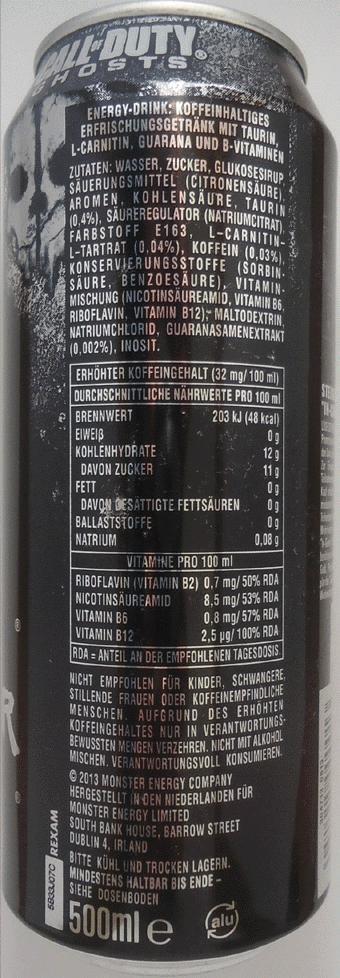 CALL OF DUTY®
GHOSTS
ENERGY-DRINK: KOFFEINHALTIGES
ERFRISCHUNGSGETRÄNK MIT TAURIN,
L-CARNITIN, GUARANA UND B-VITAMINEN
ZUTATEN: WASSER, ZUCKER, GLUKOSESIRUP,
SÄUERUNGSMITTEL (CITRONENSÄURE),
AROMEN, KOHLENSÄURE, TAURIN
(0,4%), SÄUREREGULATOR (NATRIUMCITRAT),
FARBSTOFF E163, L-CARNITIN-
L-TARTRAT (0,04%), KOFFEIN (0,03%),
KONSERVIERUNGSSTOFFE (SORBIN-
SÄURE, BENZOESÄURE), VITAMIN-
MISCHUNG (NICOTINSÄUREAMID, VITAMIN B6,
RIBOFLAVIN, VITAMIN B12), MALTODEXTRIN,
NATRIUMCHLORID, GUARANASAMENEXTRAKT
(0,002%), INOSIT.
ERHÖHTER KOFFEINGEHALT (32 mg/ 100 ml)
DURCHSCHNITTLICHE NÄHRWERTE PRO 100 ml
BRENNWERT 203 kJ (48 kcal)
EIWEIß 0 g
KOHLENHYDRATE 12 g
DAVON ZUCKER 11 g
FETT 0 g
DAVON GESÄTTIGTE FETTSÄUREN 0 g
BALLASTSTOFFE 0 g
NATRIUM 0,08 g
VITAMINE PRO 100 ml
RIBOFLAVIN (VITAMIN B2) 0,7 mg/ 50% RDA
NICOTINSÄUREAMID 8,5 mg/ 53% RDA
VITAMIN B6 0,8 mg/ 57% RDA
VITAMIN B12 2,5 µg/ 100% RDA
RDA = ANTEIL AN DER EMPFOHLENEN TAGESDOSIS
NICHT EMPFOHLEN FÜR KINDER, SCHWANGERE,
STILLENDE FRAUEN ODER KOFFEINEMPFINDLICHE
MENSCHEN. AUFGRUND DES ERHÖHTEN
KOFFEINGEHALTES NUR IN VERANTWORTUNGS-
BEWUSSTEN MENGEN VERZEHREN. NICHT MIT ALKOHOL
MISCHEN. VERANTWORTUNGSVOLL KONSUMIEREN.
© 2013 MONSTER ENERGY COMPANY
HERGESTELLT IN DEN NIEDERLANDEN FÜR
MONSTER ENERGY LIMITED
SOUTH BANK HOUSE, BARROW STREET
DUBLIN 4, IRLAND
BITTE KÜHL UND TROCKEN LAGERN.
MINDESTENS HALTBAR BIS ENDE -
SIEHE DOSENBODEN
500ml e
alu
REXAM